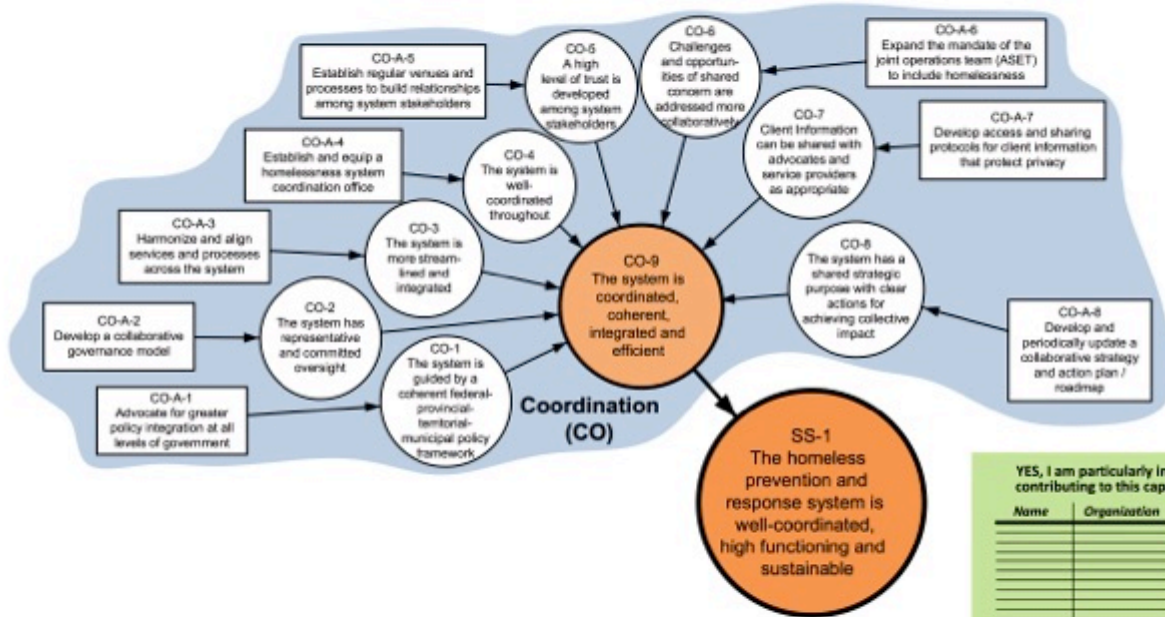 CO-A-5
Establish regular venues and
processes to build relationships
among system stakeholders
CO-5
A high
level of trust is
developed
among system
stakeholders
CO-6
Challenges
and opportun-
ities of shared
concern are
addressed more
collaboratively
CO-A-6
Expand the mandate of the
joint operations team (ASET)
to include homelessness
CO-A-4
Establish and equip a
homelessness system
coordination office
CO-4
The system
is well-
coordinated
throughout
CO-7
Client Information
can be shared with
advocates and
service providers
as appropriate
CO-A-7
Develop access and sharing
protocols for client information
that protect privacy
CO-A-3
Harmonize and align
services and processes
across the system
CO-3
The system is
more stream-
lined and
integrated
CO-9
The system is
coordinated,
coherent,
integrated and
efficient
CO-8
The system has a
shared strategic
purpose with clear
actions for
achieving collective
impact
CO-A-2
Develop a collaborative
governance model
CO-2
The system has
representative
and committed
oversight
CO-A-8
Develop and
periodically update a
collaborative strategy
and action plan /
roadmap
CO-A-1
Advocate for greater
policy integration at all
levels of government
CO-1
The system is
guided by a
coherent federal-
provincial-
territorial-
municipal policy
framework
Coordination
(CO)
SS-1
The homeless
prevention and
response system is
well-coordinated,
high functioning and
sustainable
YES, I am particularly in
contributing to this cap
Name Organization